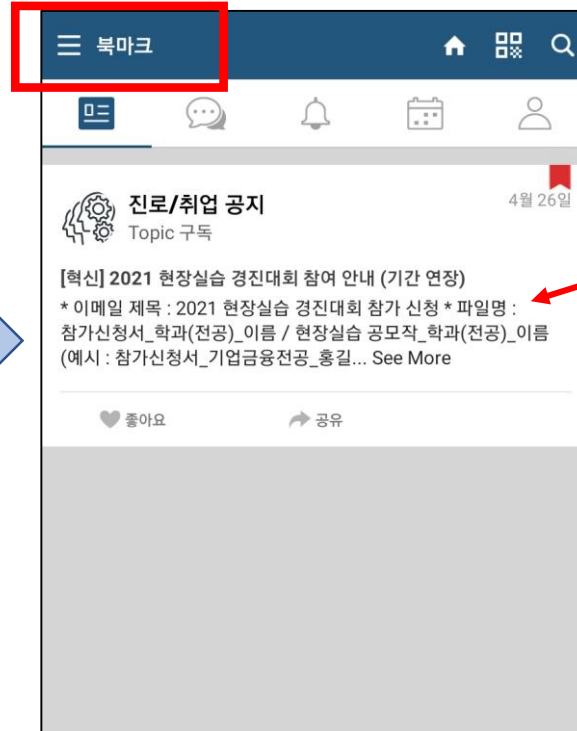 북마크
진로/취업 공지
4월 26일
Topic 구독
[혁신] 2021 현장실습 경진대회 참여 안내 (기간 연장)
* 이메일 제목 : 2021 현장실습 경진대회 참가 신청 * 파일명 :
참가신청서_학과(전공)_이름 / 현장실습 공모작_학과(전공)_이름
(예시 : 참가신청서_기업금융전공_홍길... See More
좋아요
공유